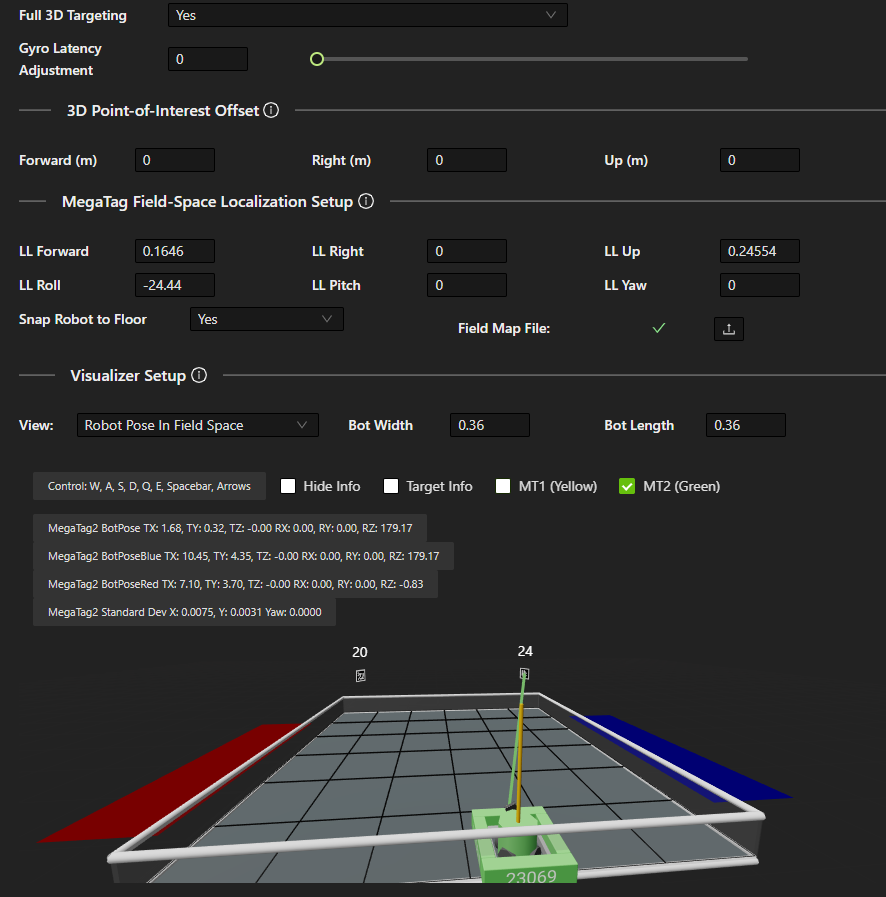 Full 3D Targeting Yes
Gyro Latency
Adjustment 0
3D Point-of-Interest Offset
Forward (m) 0 Right (m) 0 Up (m) 0
MegaTag Field-Space Localization Setup
LL Forward 0.1646 LL Right 0 LL Up 0.24554
LL Roll -24.44 LL Pitch 0 LL Yaw 0
Snap Robot to Floor Yes Field Map File:
Visualizer Setup
View: Robot Pose In Field Space Bot Width 0.36 Bot Length 0.36
Control: W, A, S, D, Q, E, Spacebar, Arrows Hide Info Target Info MT1 (Yellow) MT2 (Green)
MegaTag2 BotPose TX: 1.68, TY: 0.32, TZ: -0.00 RX: 0.00, RY: 0.00, RZ: 179.17
MegaTag2 BotPoseBlue TX: 10.45, TY: 4.35, TZ: -0.00 RX: 0.00, RY: 0.00, RZ: 179.17
MegaTag2 BotPoseRed TX: 7.10, TY: 3.70, TZ: -0.00 RX: 0.00, RY: 0.00, RZ: -0.83
MegaTag2 Standard Dev X: 0.0075, Y: 0.0031 Yaw: 0.0000
20 24
23069